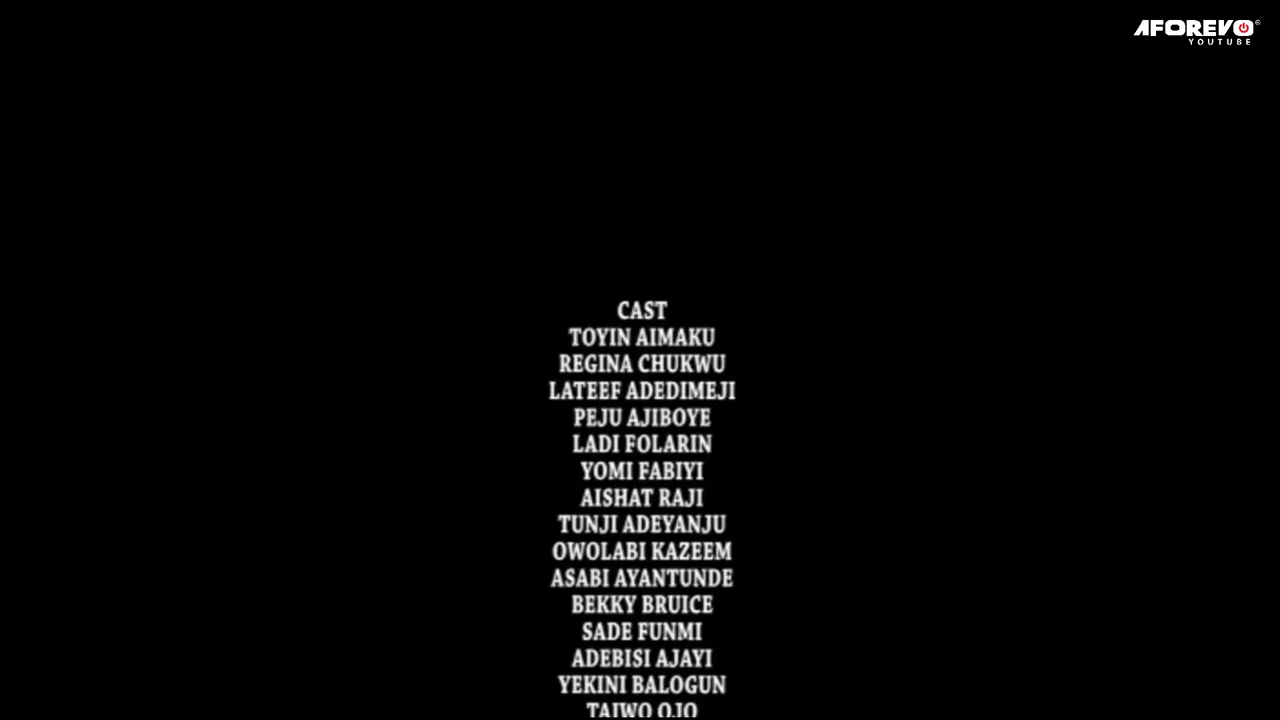 AFOREVO
YOUTUBE
CAST
TOYIN AIMAKU
REGINA CHUKWU
LATEEF ADEDIMEJI
PEJU AJIBOYE
LADI FOLARIN
YOMI FABIYI
AISHAT RAJI
TUNJI ADEYANJU
OWOLABI KAZEEM
ASABI AYANTUNDE
BEKKY BRUICE
SADE FUNMI
ADEBISI AJAYI
YEKINI BALOGUN
TAIWO OJO